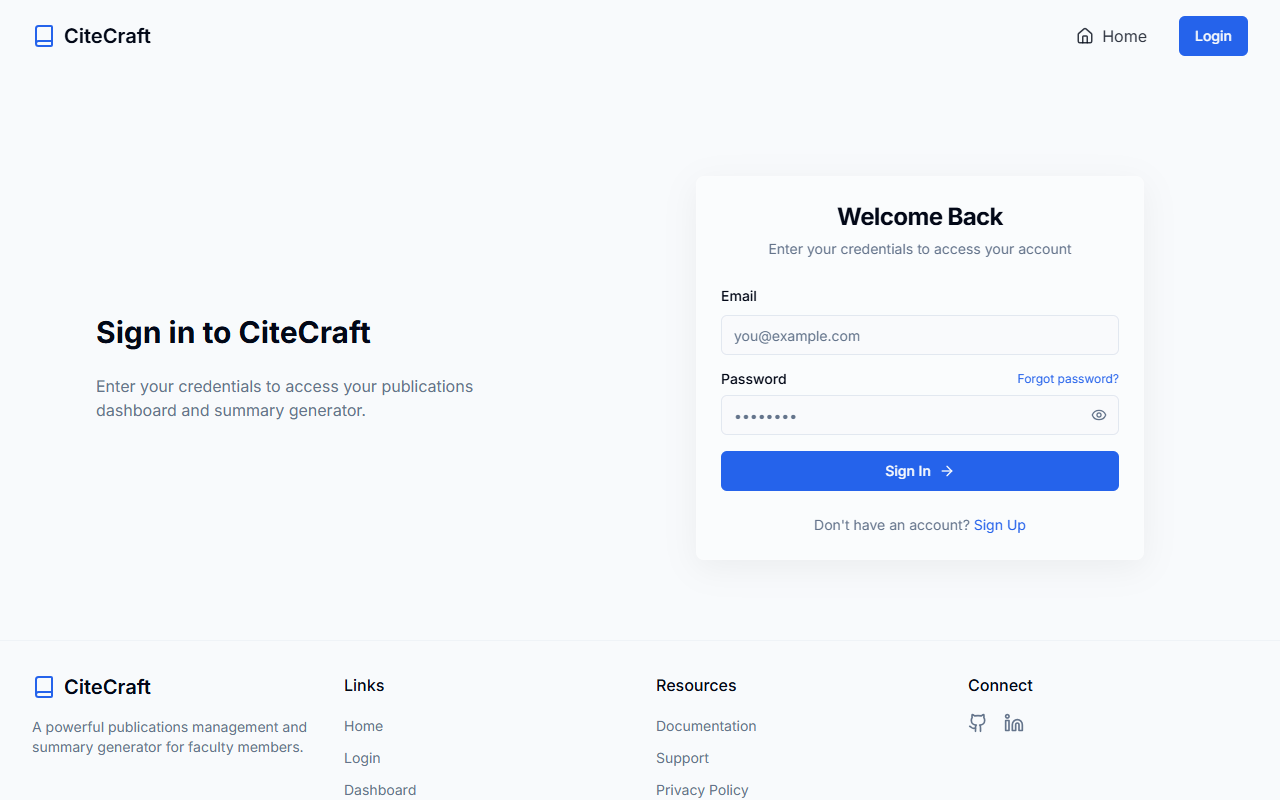 CiteCraft
Home
Login
Sign in to CiteCraft
Enter your credentials to access your publications
dashboard and summary generator.
Welcome Back
Enter your credentials to access your account
Email
you@example.com
Password
Forgot password?
••••••••
Sign In
Don't have an account? Sign Up
CiteCraft
A powerful publications management and
summary generator for faculty members.
Links
Home
Login
Dashboard
Resources
Documentation
Support
Privacy Policy
Connect